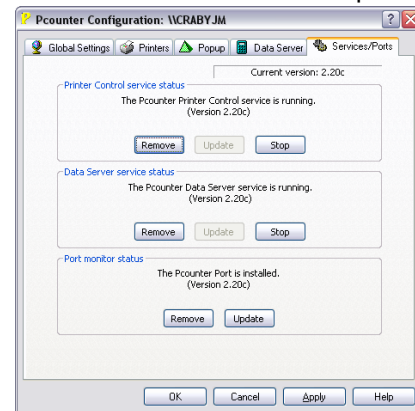 Pcounter Configuration: \\CRABYJM
Global Settings Printers Popup Data Server Services/Ports
Current version: 2.20c
Printer Control service status
The Pcounter Printer Control service is running.
(Version 2.20c)
Remove Update Stop
Data Server service status
The Pcounter Data Server service is running.
(Version 2.20c)
Remove Update Stop
Port monitor status
The Pcounter Port is installed.
(Version 2.20c)
Remove Update
OK Cancel Apply Help